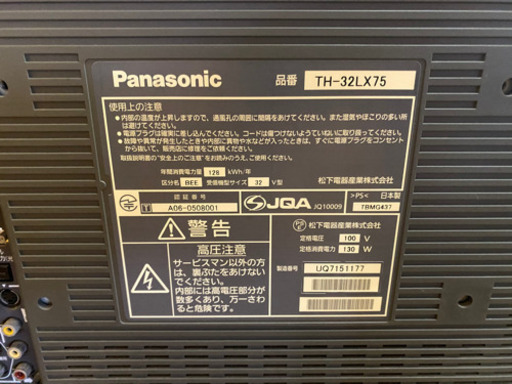 Panasonic
品番 TH-32LX75
使用上の注意
●内部の温度が上昇しますので、通風孔の周囲に間隔をあけてください。また湿気やほこりの多い所は避けてください。
●電源プラグは確実に差し込んでください。コードは傷つけないようていねいに取り扱ってください。
●故障や異常が発生したときや内部に異物や水などが入ったときは、すぐに電源プラグをコンセントから抜いて、販売店に修理をご依頼ください。
取扱説明書の"安全上のご注意"をお読みのうえ、ご使用ください。
年間消費電力量 128 kWh/年
区分名 BEE 受信機型サイズ 32 V型
松下電器産業株式会社
認証番号
T A06-0508001
JQA JQ10009
>PS< 日本製
TBMG437
警告
高圧注意
サービスマン以外の方は、裏ぶたをあけないでください。
内部には高電圧部分が数多くあり、万一さわると危険です。
松下電器産業株式会社
定格電圧 100 V
定格消費電力 130 W
製造番号 UQ7151177